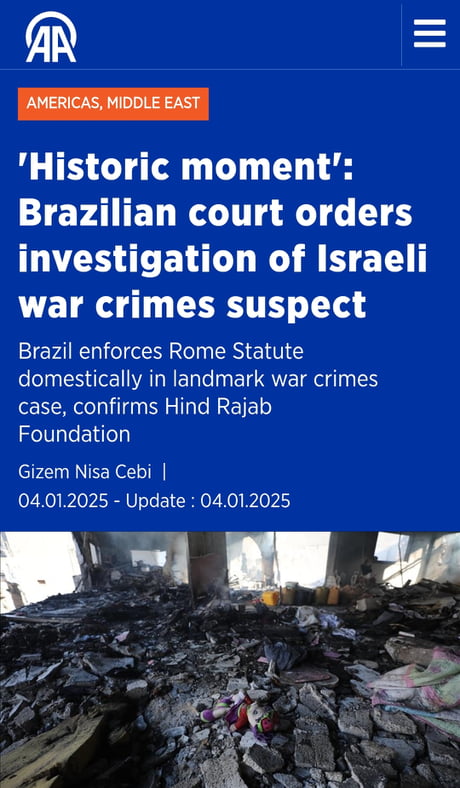 AA
AMERICAS, MIDDLE EAST
'Historic moment':
Brazilian court orders
investigation of Israeli
war crimes suspect
Brazil enforces Rome Statute
domestically in landmark war crimes
case, confirms Hind Rajab
Foundation
Gizem Nisa Cebi |
04.01.2025 - Update : 04.01.2025